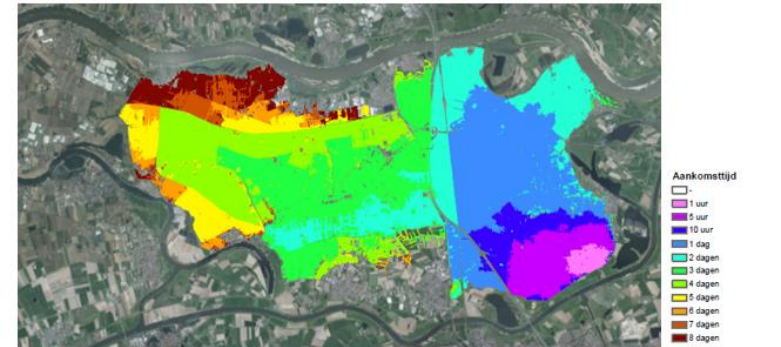 Aankomsttijd
-
1 uur
5 uur
10 uur
1 dag
2 dagen
3 dagen
4 dagen
5 dagen
6 dagen
7 dagen
8 dagen